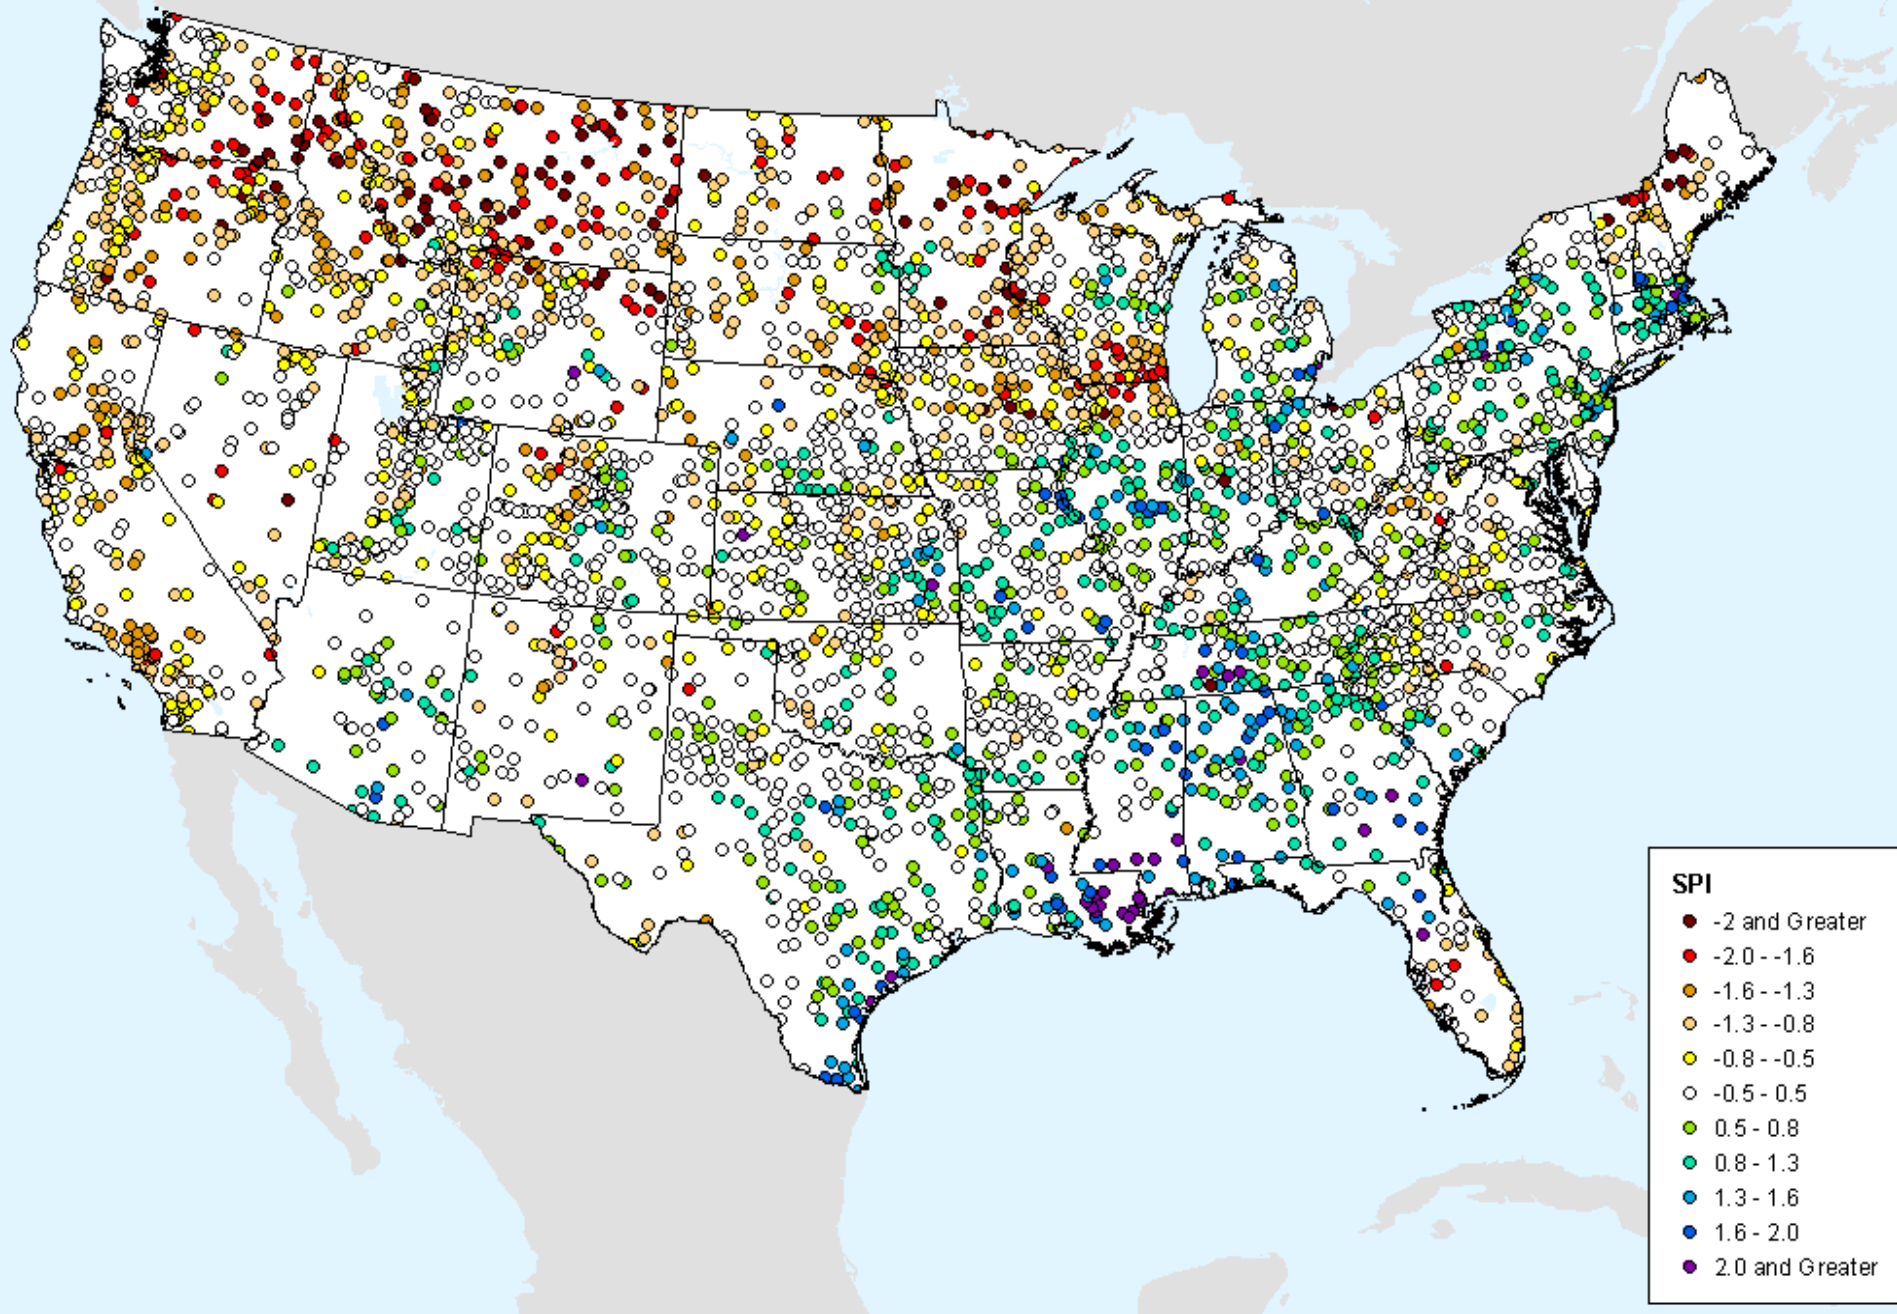 SPI
-2 and Greater
-2.0 - -1.6
-1.6 - -1.3
-1.3 - -0.8
-0.8 - -0.5
-0.5 - 0.5
0.5 - 0.8
0.8 - 1.3
1.3 - 1.6
1.6 - 2.0
2.0 and Greater